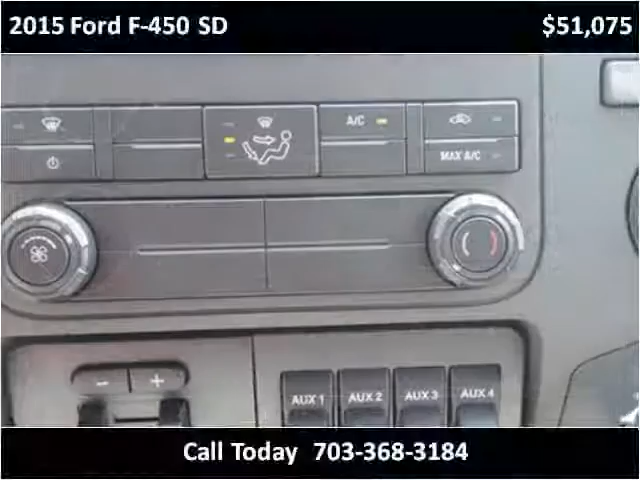 2015 Ford F-450 SD $51,075
A/C
MAX A/C
- +
AUX 1 AUX 2 AUX 3 AUX 4
Call Today 703-368-3184